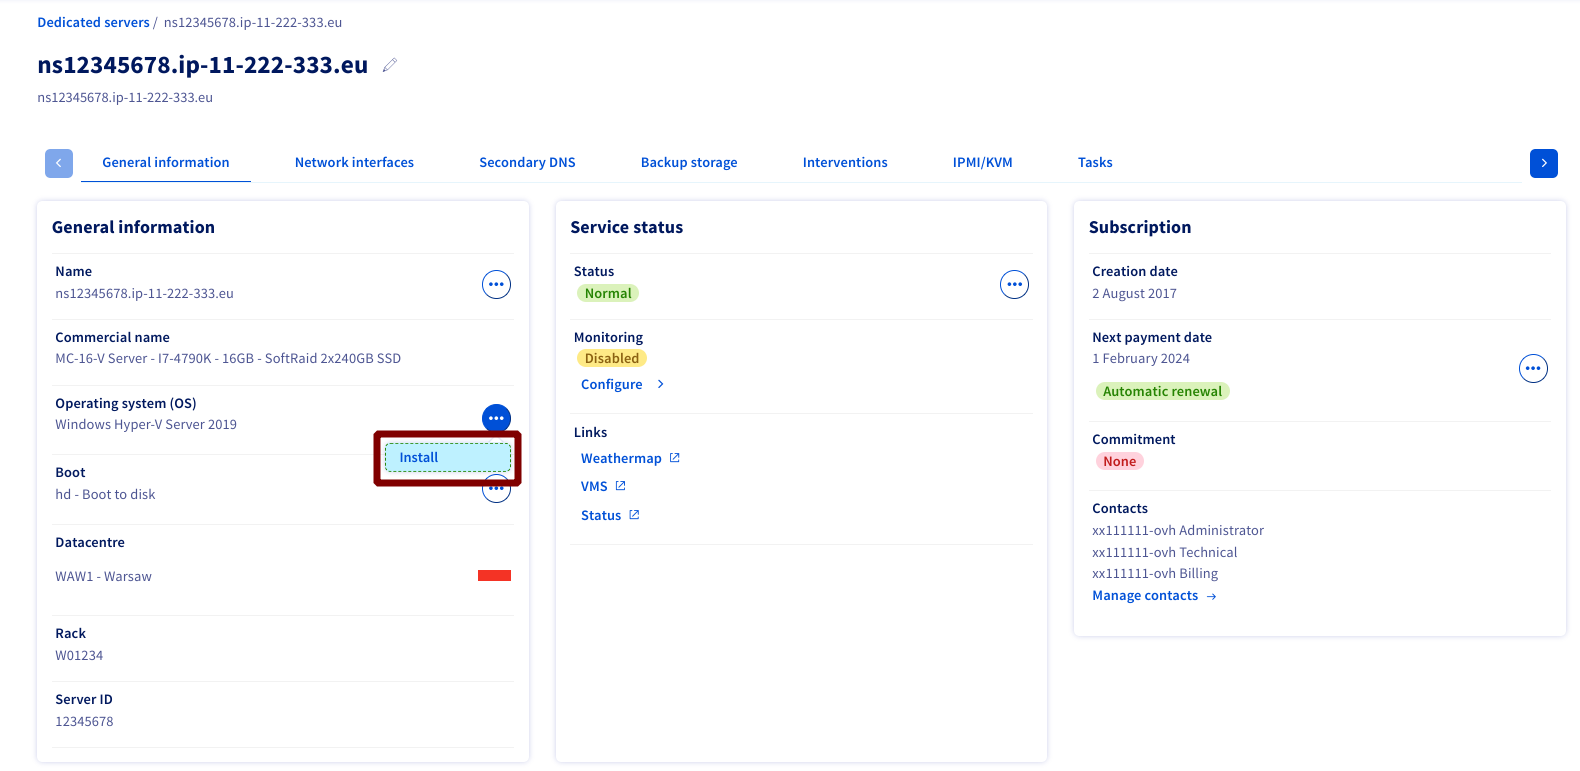 Dedicated servers / ns12345678.ip-11-222-333.eu
ns12345678.ip-11-222-333.eu
ns12345678.ip-11-222-333.eu
General information Network interfaces Secondary DNS Backup storage Interventions IPMI/KVM Tasks
General information
Name
ns12345678.ip-11-222-333.eu
Commercial name
MC-16-V Server - I7-4790K - 16GB - SoftRaid 2x240GB SSD
Operating system (OS)
Windows Hyper-V Server 2019
Install
Boot
hd - Boot to disk
Datacentre
WAW1 - Warsaw
Rack
W01234
Server ID
12345678
Service status
Status
Normal
Monitoring
Disabled
Configure
Links
Weathermap
VMS
Status
Subscription
Creation date
2 August 2017
Next payment date
1 February 2024
Automatic renewal
Commitment
None
Contacts
xx111111-ovh Administrator
xx111111-ovh Technical
xx111111-ovh Billing
Manage contacts